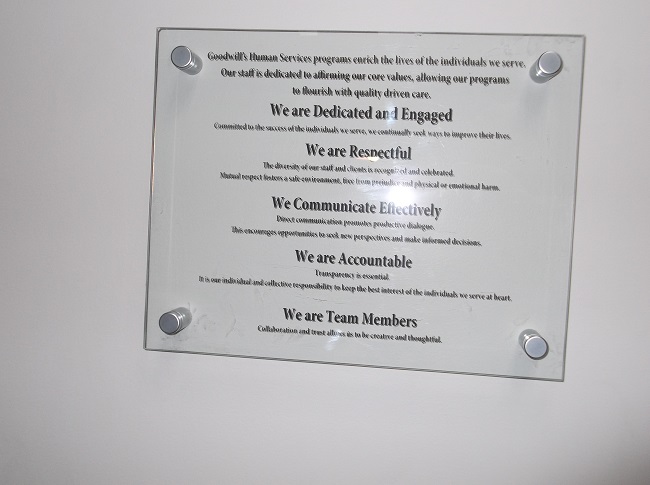 Goodwill's Human Services programs enrich the lives of the individuals we serve.
Our staff is dedicated to affirming our core values, allowing our programs
to flourish with quality driven care.
We are Dedicated and Engaged
Committed to the success of the individuals we serve, we continually seek ways to improve their lives.
We are Respectful
The diversity of our staff and clients is recognized and celebrated.
Mutual respect fosters a safe environment, free from prejudice and physical or emotional harm.
We Communicate Effectively
Direct communication promotes productive dialogue.
This encourages opportunities to seek new perspectives and make informed decisions.
We are Accountable
Transparency is essential.
It is our individual and collective responsibility to keep the best interest of the individuals we serve at heart.
We are Team Members
Collaboration and trust allows us to be creative and thoughtful.